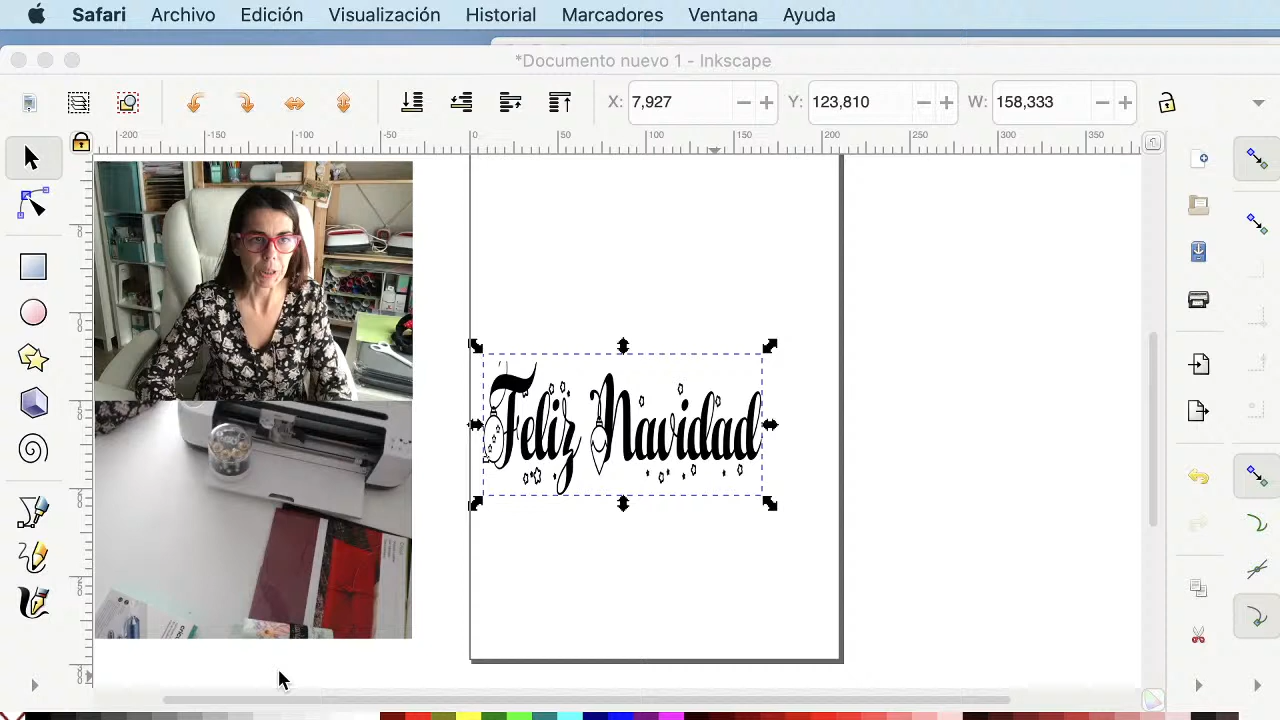 Safari Archivo Edición Visualización Historial Marcadores Ventana Ayuda
*Documento nuevo 1 - Inkscape
X: 7,927 Y: 123,810 W: 158,333
-200 -150 -100 -50 0 50 100 150 200 250 300 350
Feliz Navidad